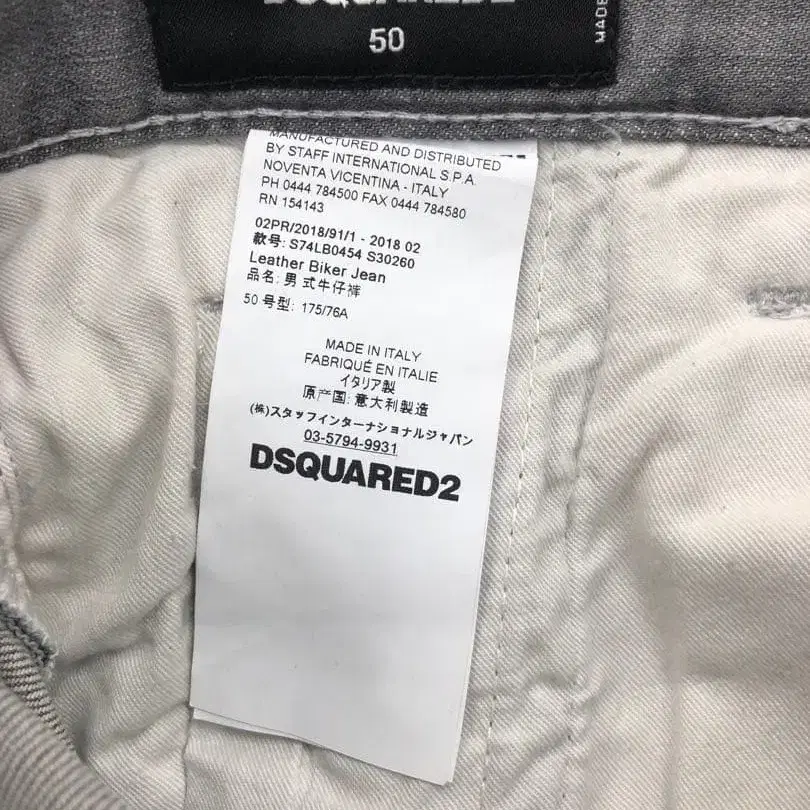 DSQUARED2
50
MADE
MANUFACTURED AND DISTRIBUTED
BY STAFF INTERNATIONAL S.P.A.
NOVENTA VICENTINA - ITALY
PH 0444 784500 FAX 0444 784580
RN 154143
02PR/2018/91/1 - 2018 02
款号: S74LB0454 S30260
Leather Biker Jean
品名: 男式牛仔裤
50 号型: 175/76A
MADE IN ITALY
FABRIQUÉ EN ITALIE
イタリア製
原产国: 意大利製造
(株)スタッフインターナショナルジャパン
03-5794-9931
DSQUARED2